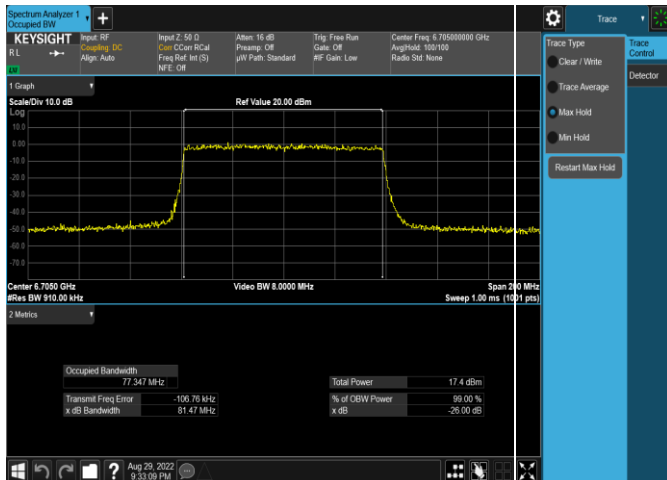 Spectrum Analyzer 1
Occupied BW
Trace
KEYSIGHT
RL
Input: RF
Coupling: DC
Align: Auto
Input Z: 50 Ω
Corr CCorr RCal
Freq Ref: Int (S)
NFE: Off
Atten: 16 dB
Preamp: Off
µW Path: Standard
Trig: Free Run
Gate: Off
#IF Gain: Low
Center Freq: 6.705000000 GHz
Avg|Hold: 100/100
Radio Std: None
1 Graph
Scale/Div 10.0 dB
Ref Value 20.00 dBm
Log
10.0
0.00
-10.0
-20.0
-30.0
-40.0
-50.0
-60.0
-70.0
Center 6.7050 GHz
#Res BW 910.00 kHz
Video BW 8.0000 MHz
Span 200 MHz
Sweep 1.00 ms (1001 pts)
2 Metrics
Occupied Bandwidth
77.347 MHz
Transmit Freq Error -106.76 kHz
x dB Bandwidth 81.47 MHz
Total Power 17.4 dBm
% of OBW Power 99.00 %
x dB -26.00 dB
Aug 29, 2022
9:33:09 PM
Trace Type
Clear / Write
Trace Average
Max Hold
Min Hold
Restart Max Hold
Trace
Control
Detector